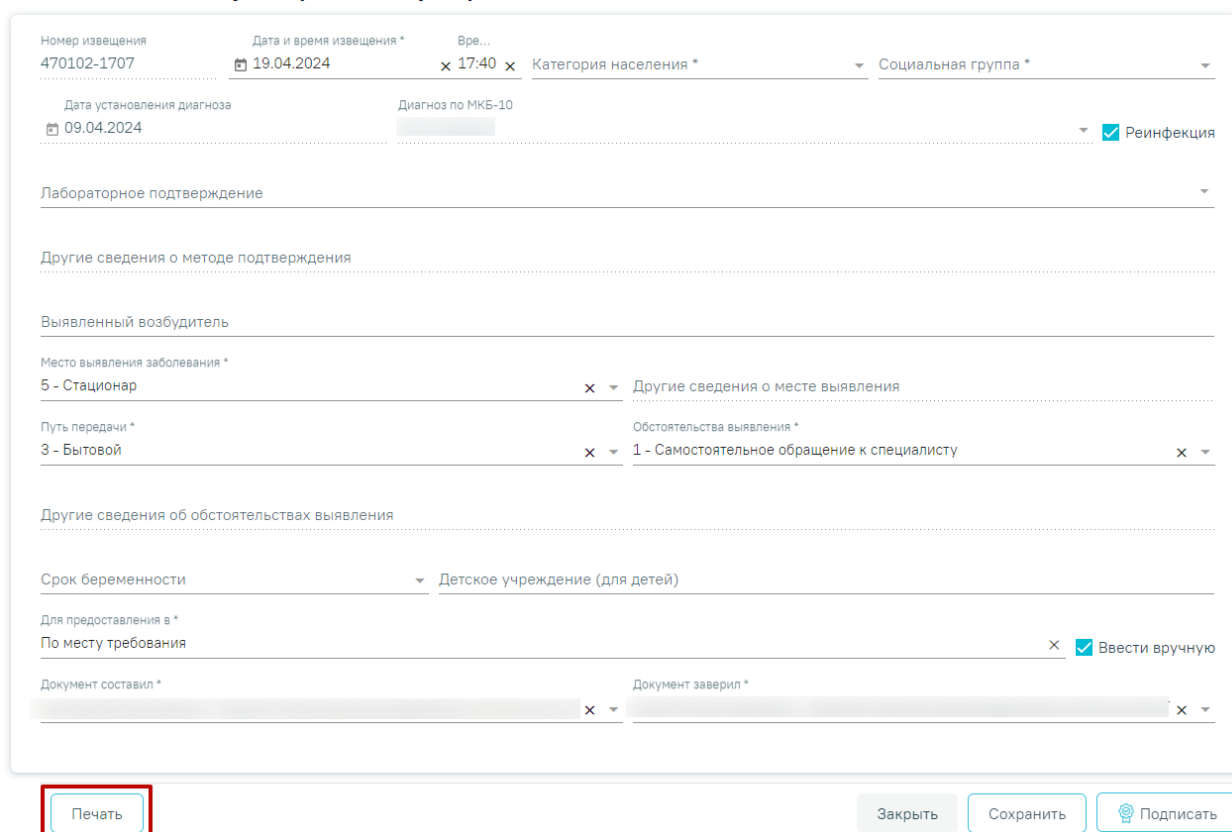 Номер извещения Дата и время извещения * Вре...
470102-1707 19.04.2024 17:40 Категория населения * Социальная группа *
Дата установления диагноза Диагноз по МКБ-10
09.04.2024 Реинфекция
Лабораторное подтверждение
Другие сведения о методе подтверждения
Выявленный возбудитель
Место выявления заболевания *
5 - Стационар Другие сведения о месте выявления
Путь передачи * Обстоятельства выявления *
3 - Бытовой 1 - Самостоятельное обращение к специалисту
Другие сведения об обстоятельствах выявления
Срок беременности Детское учреждение (для детей)
Для предоставления в *
По месту требования Ввести вручную
Документ составил * Документ заверил *
Печать Закрыть Сохранить Подписать